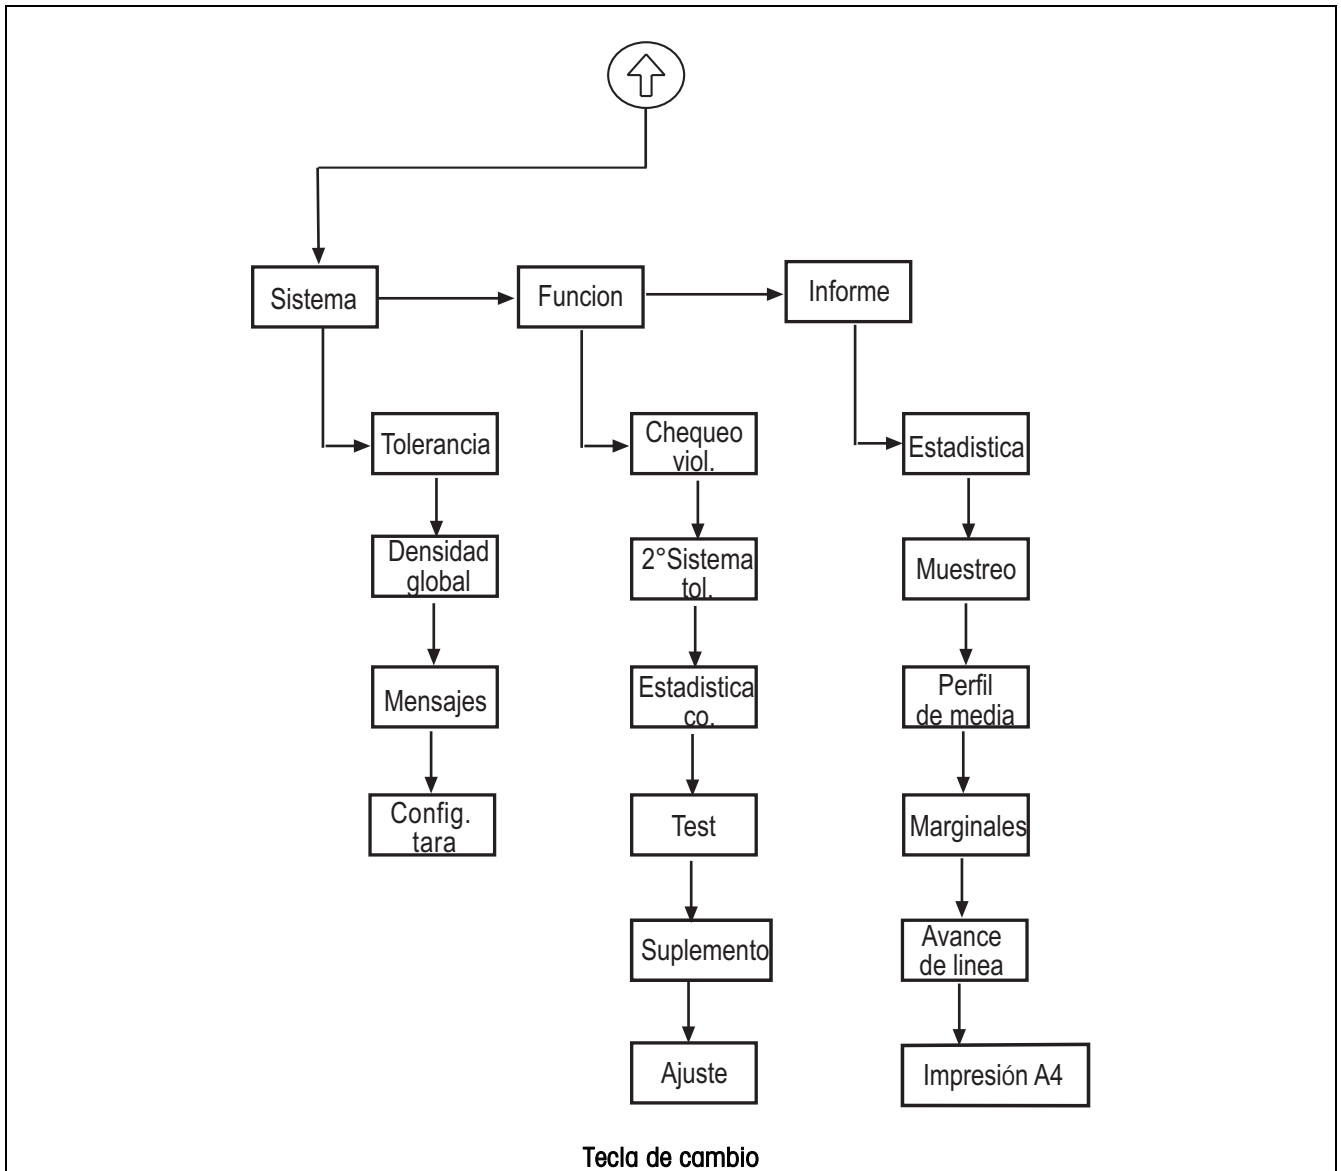 Sistema
Funcion
Informe
Tolerancia
Densidad
global
Mensajes
Config.
tara
Chequeo
viol.
2°Sistema
tol.
Estadistica
co.
Test
Suplemento
Ajuste
Estadistica
Muestreo
Perfil
de media
Marginales
Avance
de linea
Impresión A4
Tecla de cambio